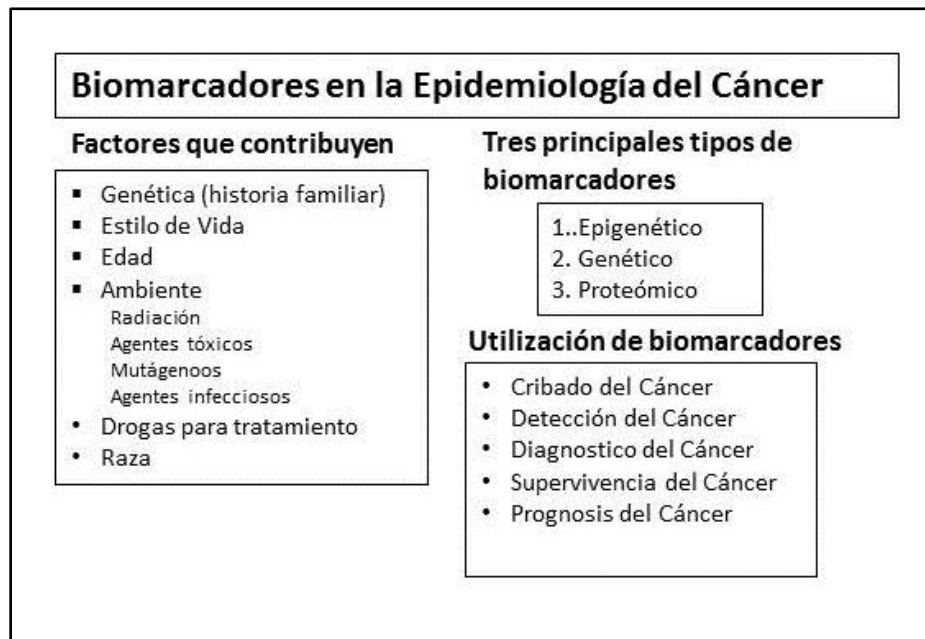 Biomarcadores en la Epidemiología del Cáncer
Factores que contribuyen
▪ Genética (historia familiar)
▪ Estilo de Vida
▪ Edad
▪ Ambiente
Radiación
Agentes tóxicos
Mutágenoos
Agentes infecciosos
• Drogas para tratamiento
• Raza
Tres principales tipos de
biomarcadores
1..Epigenético
2. Genético
3. Proteómico
Utilización de biomarcadores
• Cribado del Cáncer
• Detección del Cáncer
• Diagnostico del Cáncer
• Supervivencia del Cáncer
• Prognosis del Cáncer